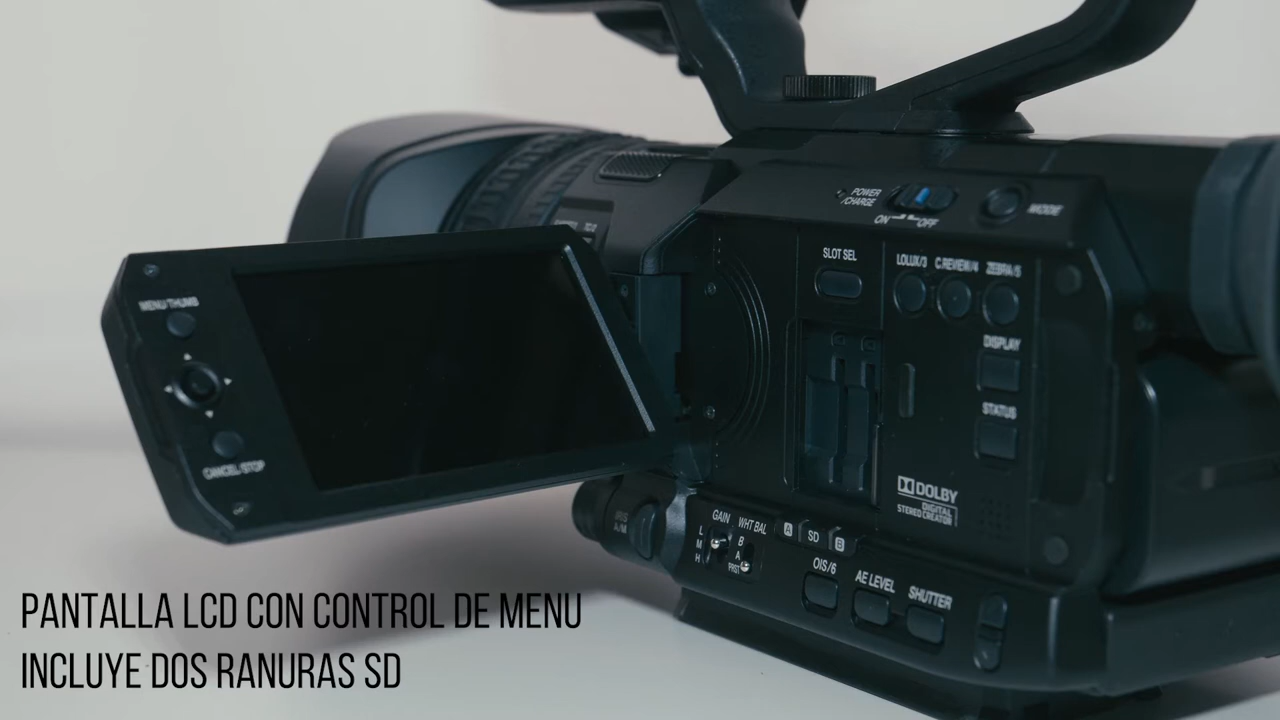 POWER
/CHARGE
ON OFF
MODE
SLOT SEL
LOLUX/3 C.REVIEW/4 ZEBRA/5
MENU/THUMB
DISPLAY
STATUS
CANCEL/STOP
DOLBY
DIGITAL
STEREO CREATOR
IRIS
A/M
GAIN WHT BAL
L
M
H
B
A
PRST
A SD B
OIS/6
AE LEVEL
SHUTTER
PANTALLA LCD CON CONTROL DE MENU
INCLUYE DOS RANURAS SD